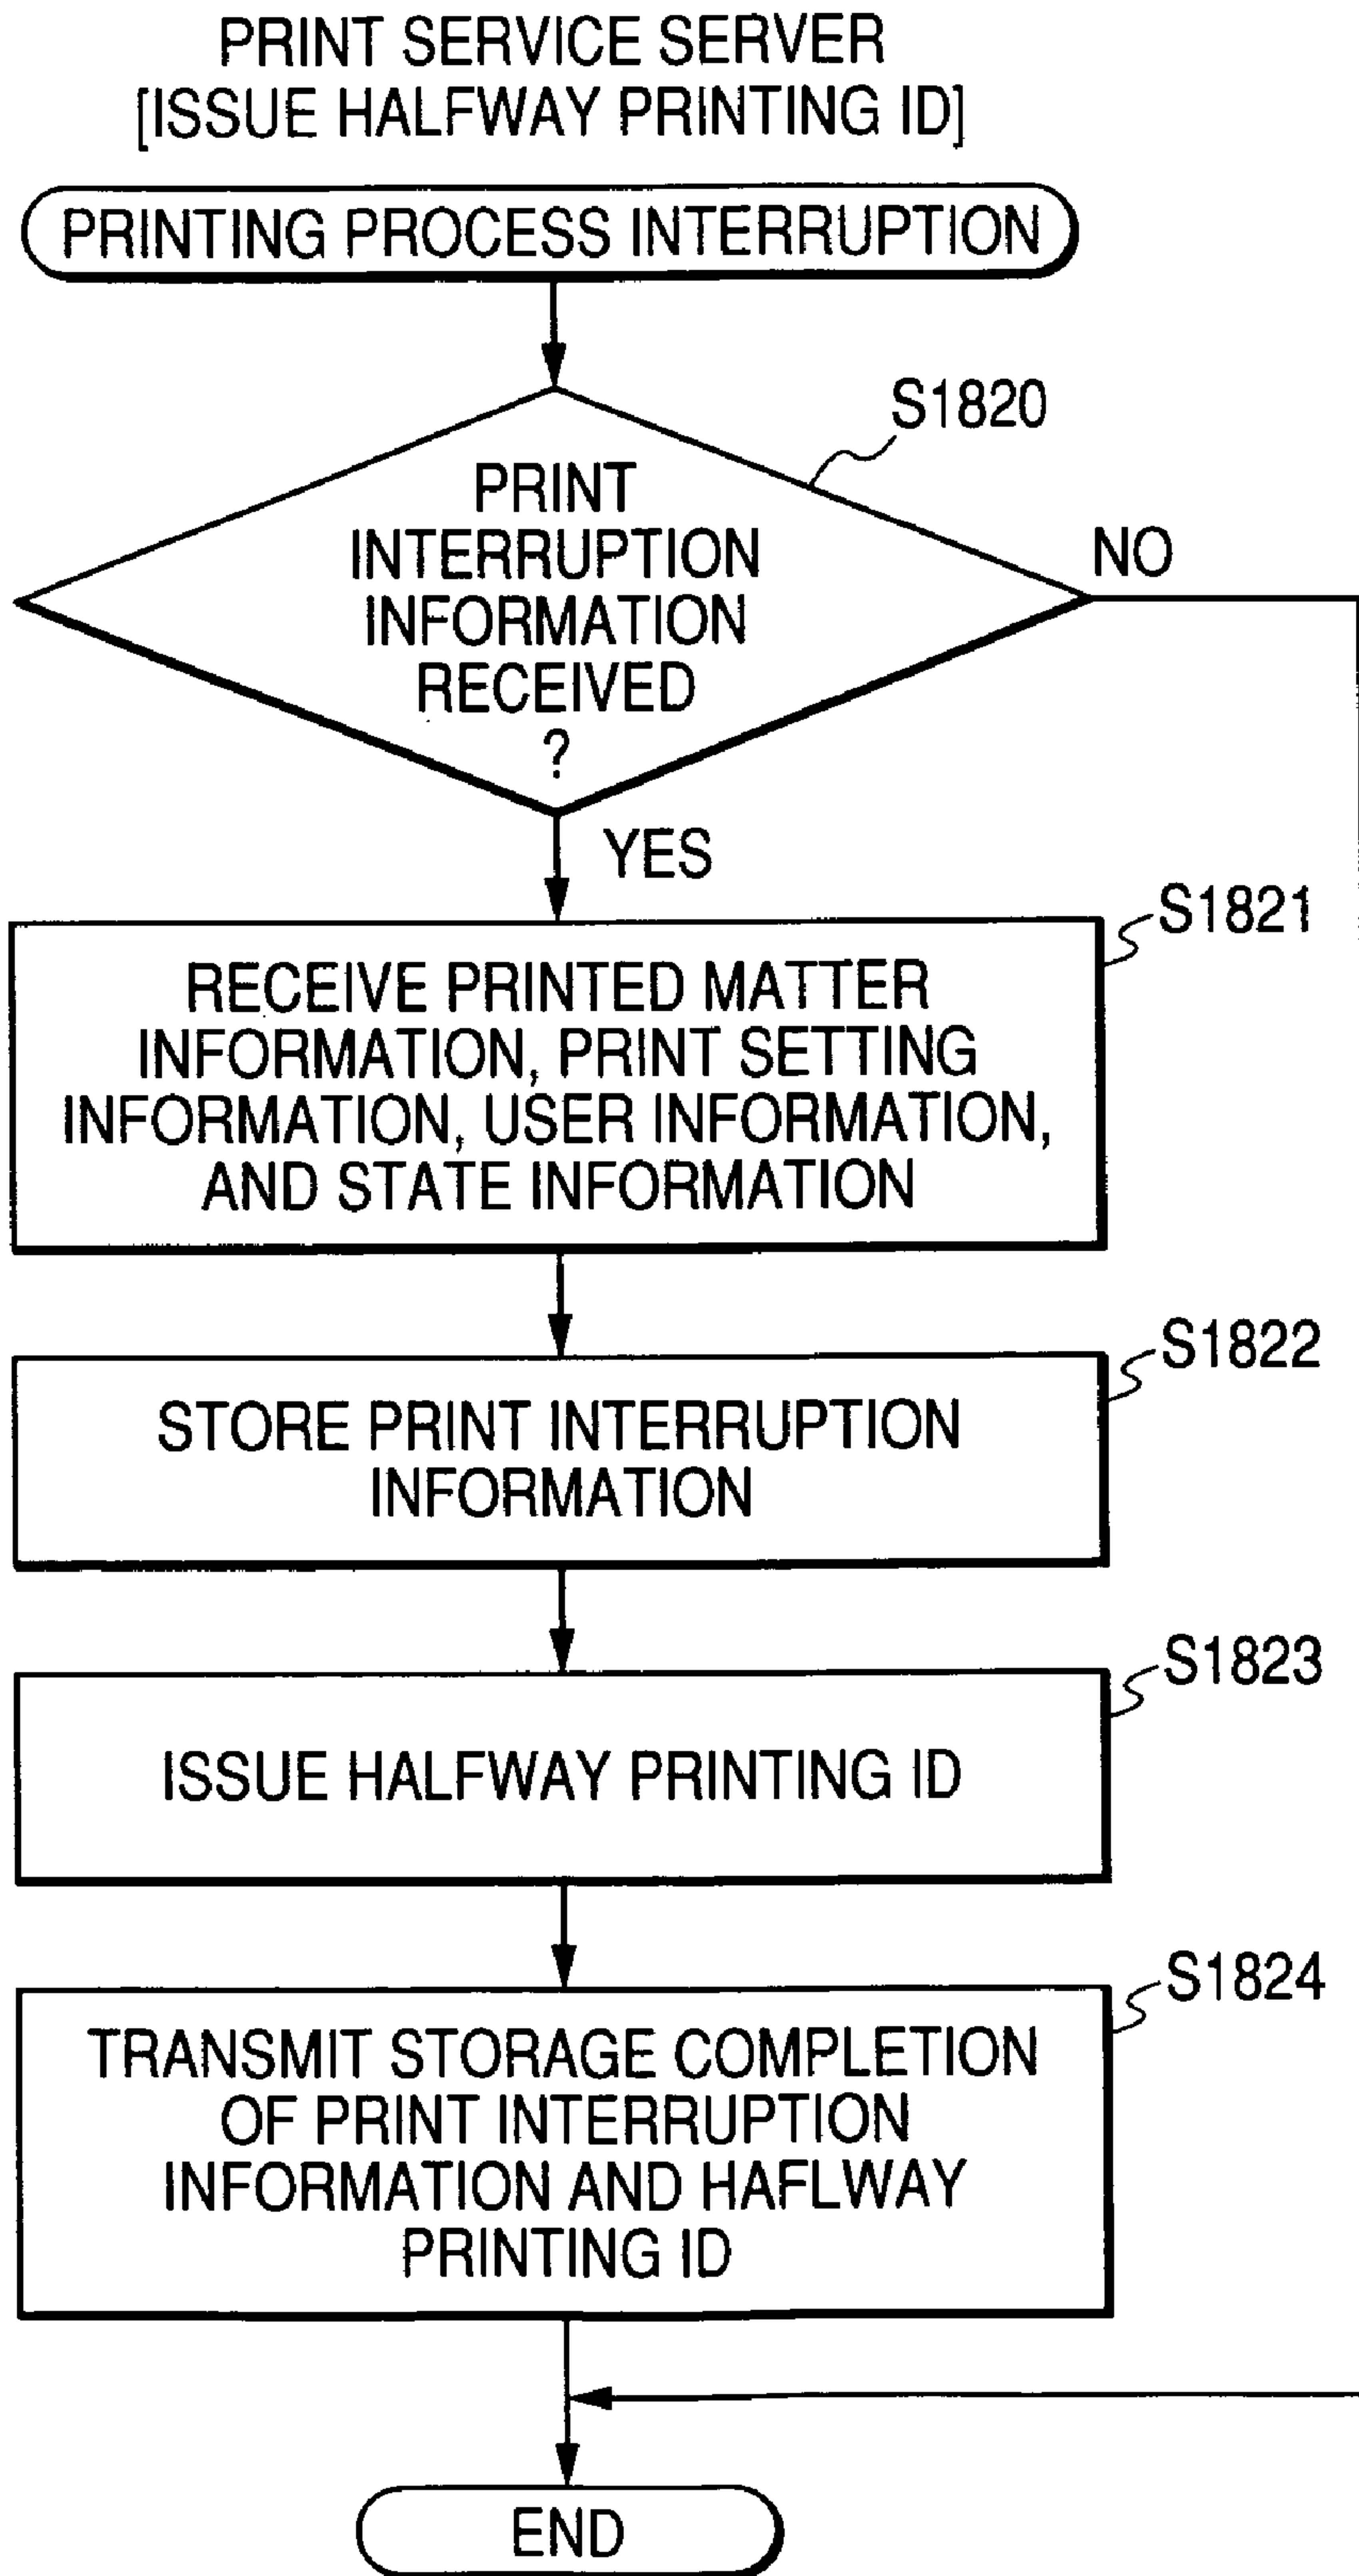 PRINT SERVICE SERVER
[ISSUE HALFWAY PRINTING ID]
PRINTING PROCESS INTERRUPTION
S1820
PRINT
INTERRUPTION
INFORMATION
RECEIVED
?
NO
YES
S1821
RECEIVE PRINTED MATTER
INFORMATION, PRINT SETTING
INFORMATION, USER INFORMATION,
AND STATE INFORMATION
S1822
STORE PRINT INTERRUPTION
INFORMATION
S1823
ISSUE HALFWAY PRINTING ID
S1824
TRANSMIT STORAGE COMPLETION
OF PRINT INTERRUPTION
INFORMATION AND HAFLWAY
PRINTING ID
END